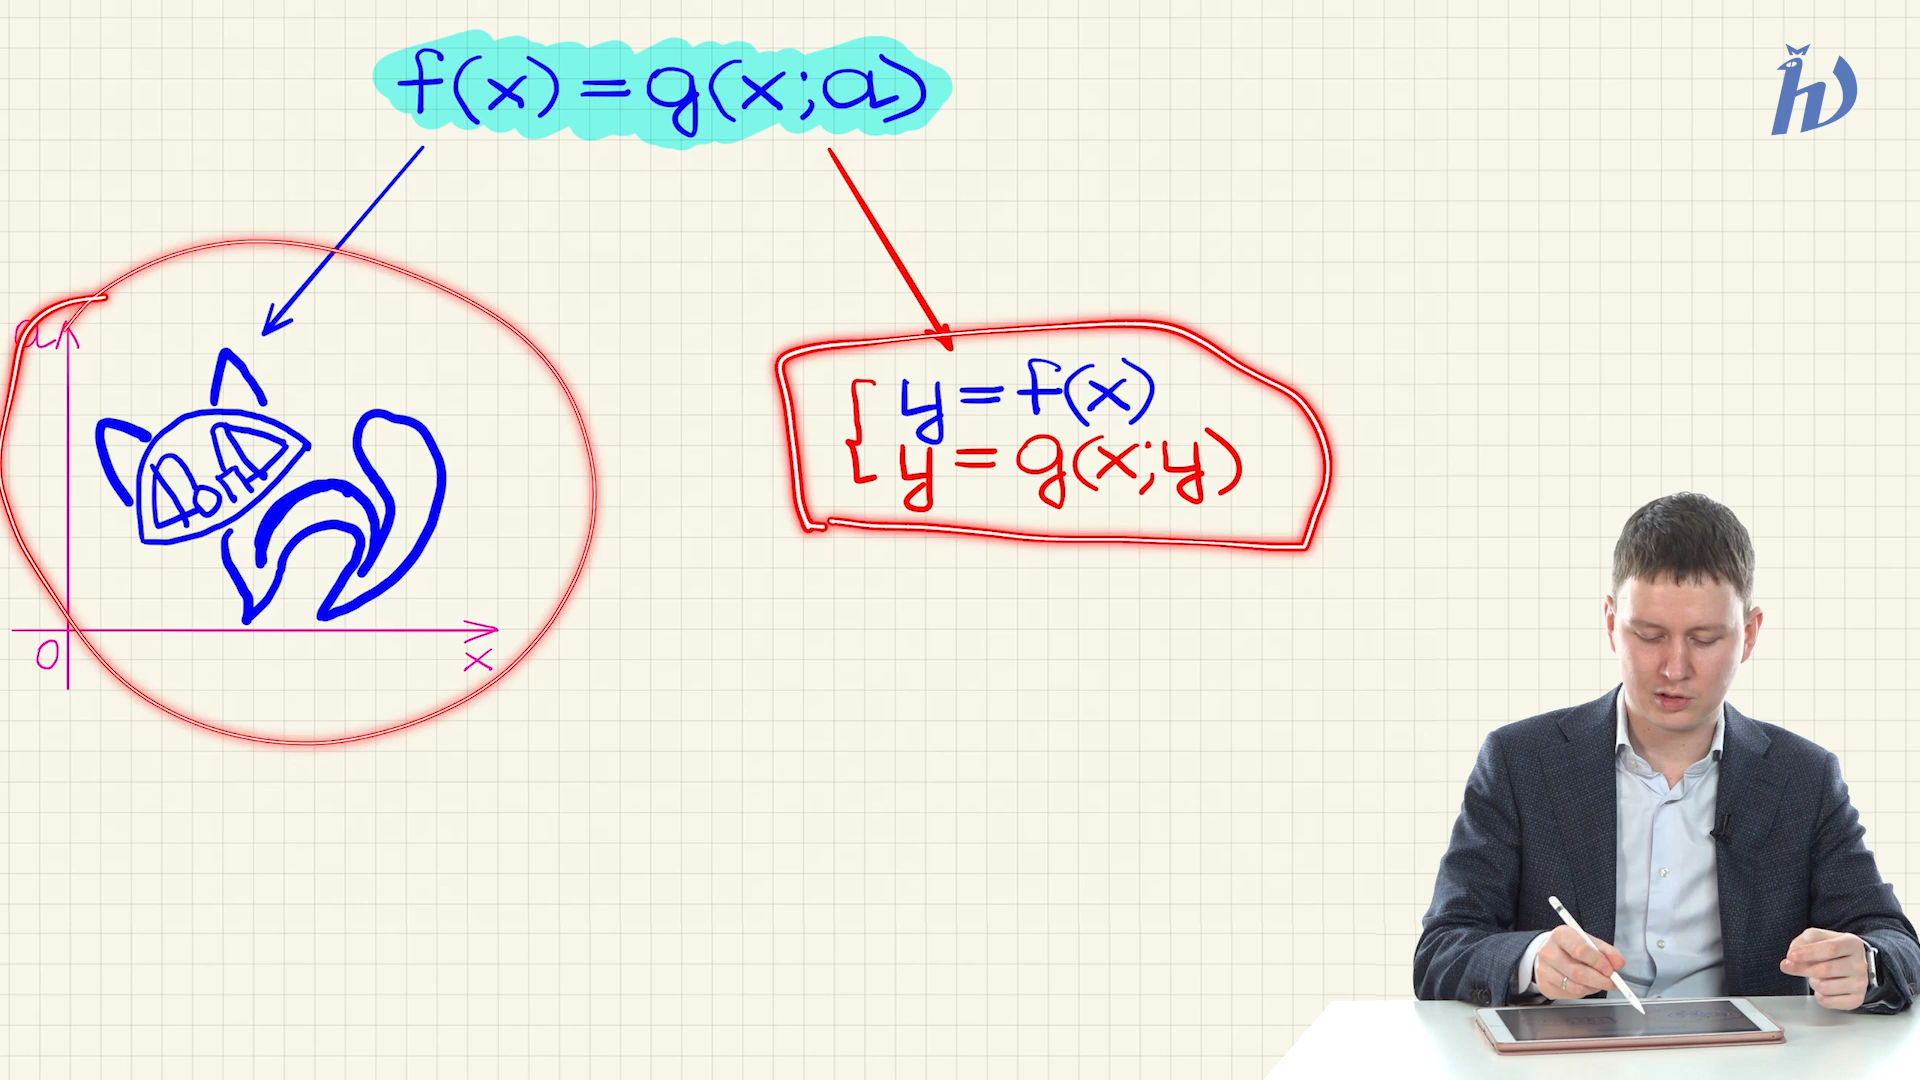 f(x) = g(x; a)
a
y = f(x)
y = g(x; y)
0
x